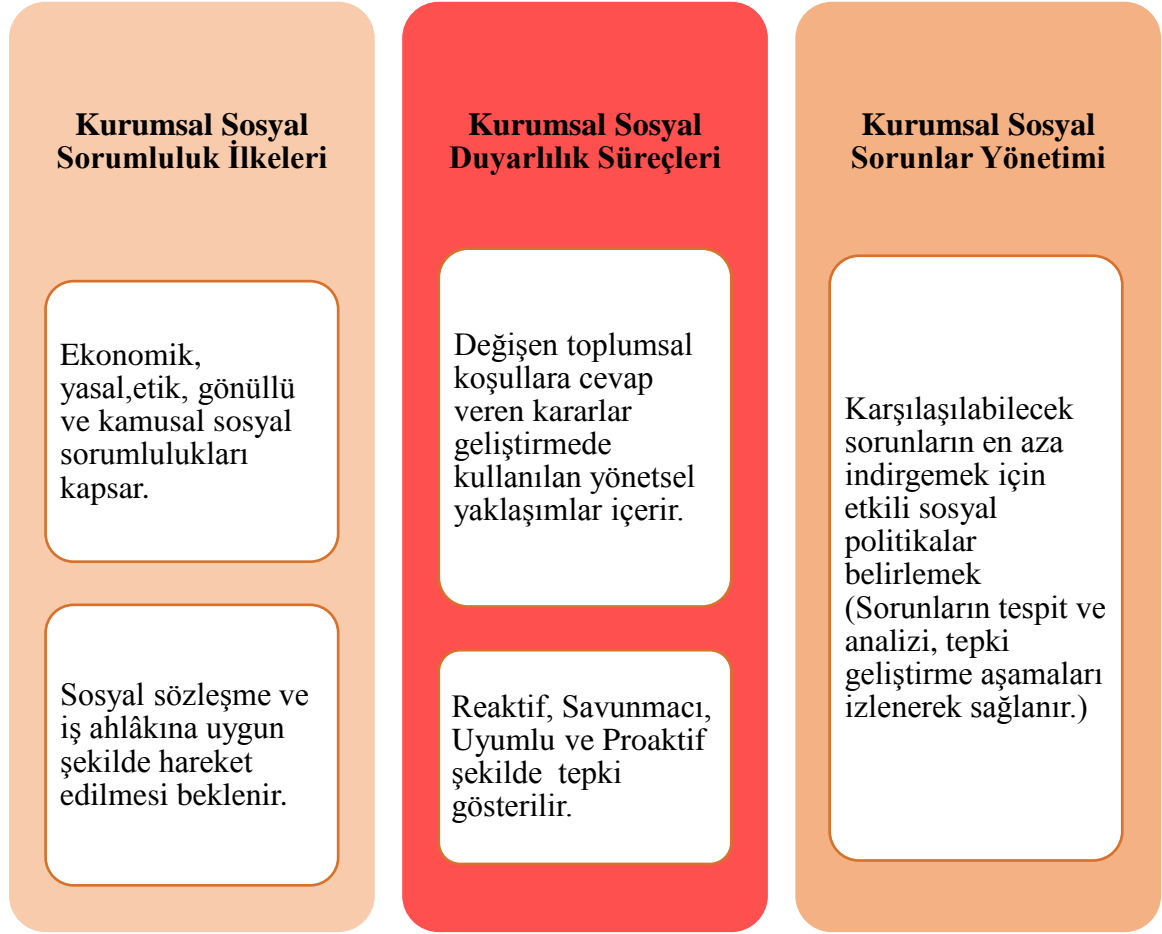 Kurumsal Sosyal
Sorumluluk İlkeleri
Ekonomik,
yasal,etik, gönüllü
ve kamusal sosyal
sorumlulukları
kapsar.
Sosyal sözleşme ve
iş ahlâkına uygun
şekilde hareket
edilmesi beklenir.
Kurumsal Sosyal
Duyarlılık Süreçleri
Değişen toplumsal
koşullara cevap
veren kararlar
geliştirmede
kullanılan yönetsel
yaklaşımlar içerir.
Reaktif, Savunmacı,
Uyumlu ve Proaktif
şekilde tepki
gösterilir.
Kurumsal Sosyal
Sorunlar Yönetimi
Karşılaşılabilecek
sorunların en aza
indirgemek için
etkili sosyal
politikalar
belirlemek
(Sorunların tespit ve
analizi, tepki
geliştirme aşamaları
izlenerek sağlanır.)